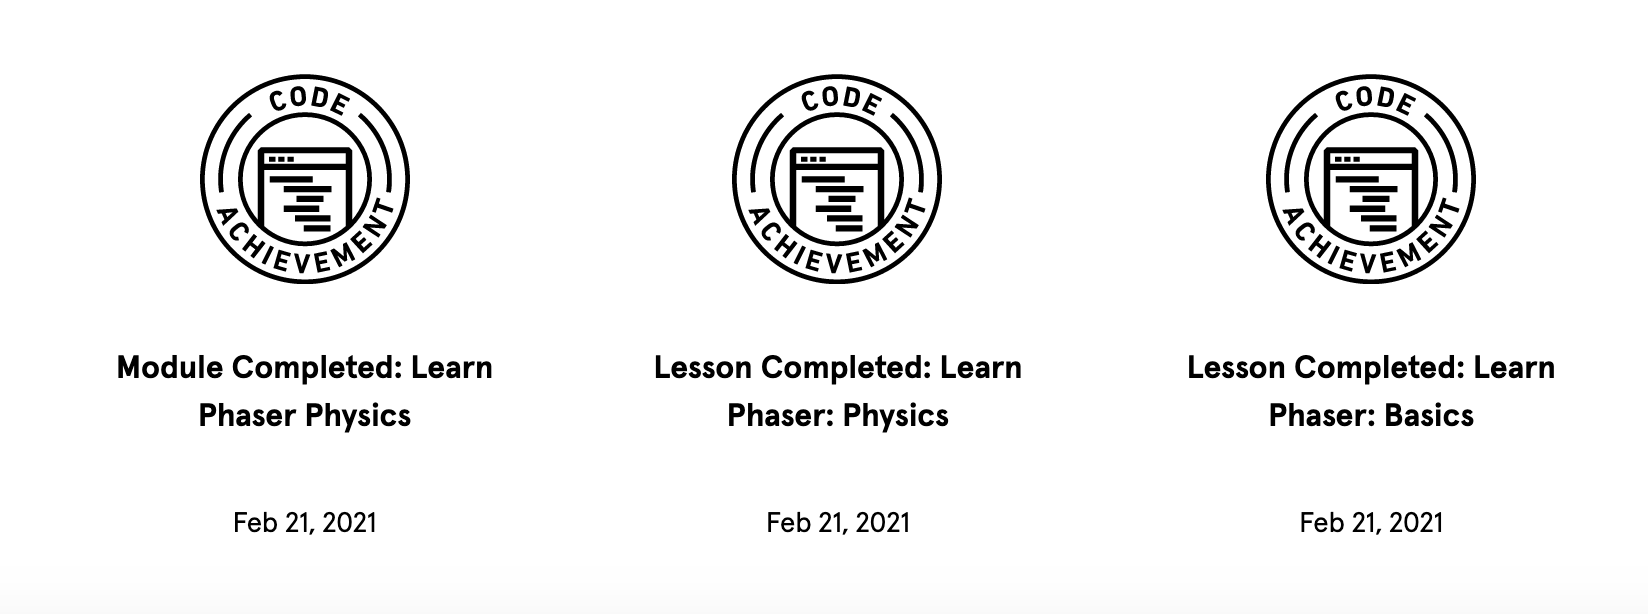 CODE
ACHIEVEMENT
Module Completed: Learn
Phaser Physics
Feb 21, 2021
CODE
ACHIEVEMENT
Lesson Completed: Learn
Phaser: Physics
Feb 21, 2021
CODE
ACHIEVEMENT
Lesson Completed: Learn
Phaser: Basics
Feb 21, 2021